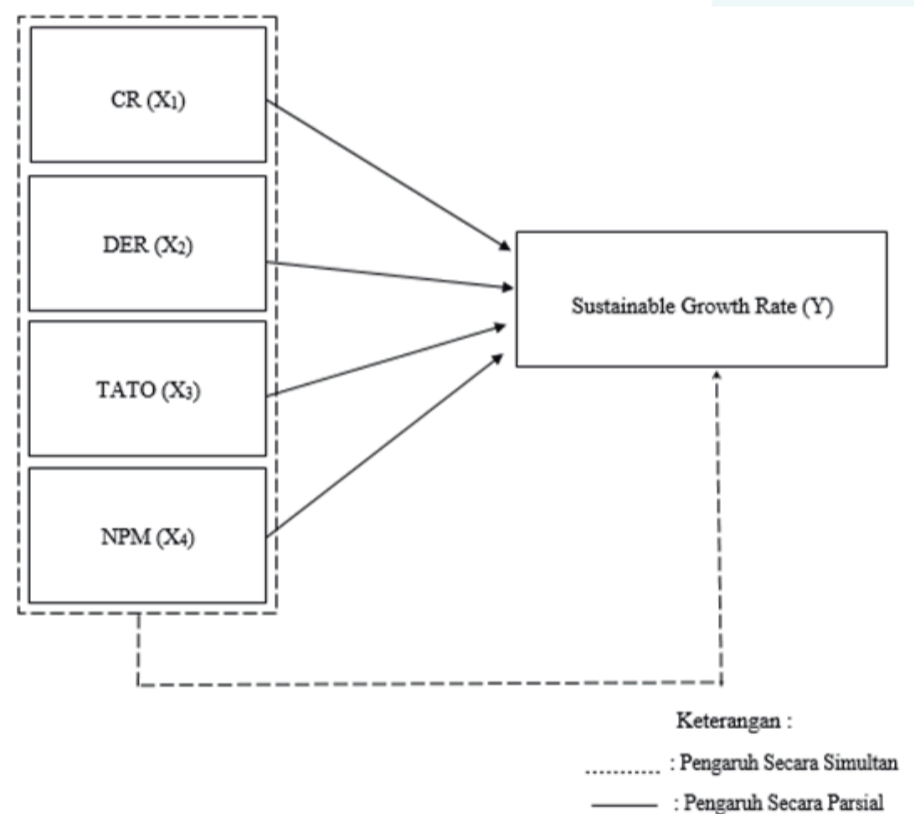 CR (X₁)
DER (X₂)
TATO (X₃)
NPM (X₄)
Sustainable Growth Rate (Y)
Keterangan :
: Pengaruh Secara Simultan
: Pengaruh Secara Parsial